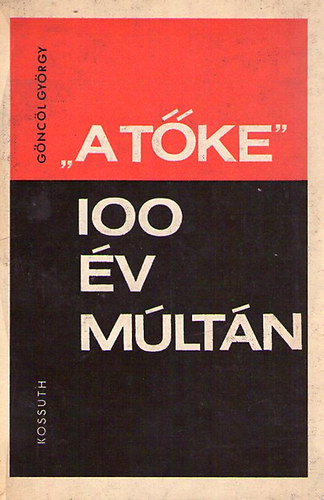 GÖNCÖL GYÖRGY
„A TŐKE”
100
ÉV
MÚLTÁN
KOSSUTH